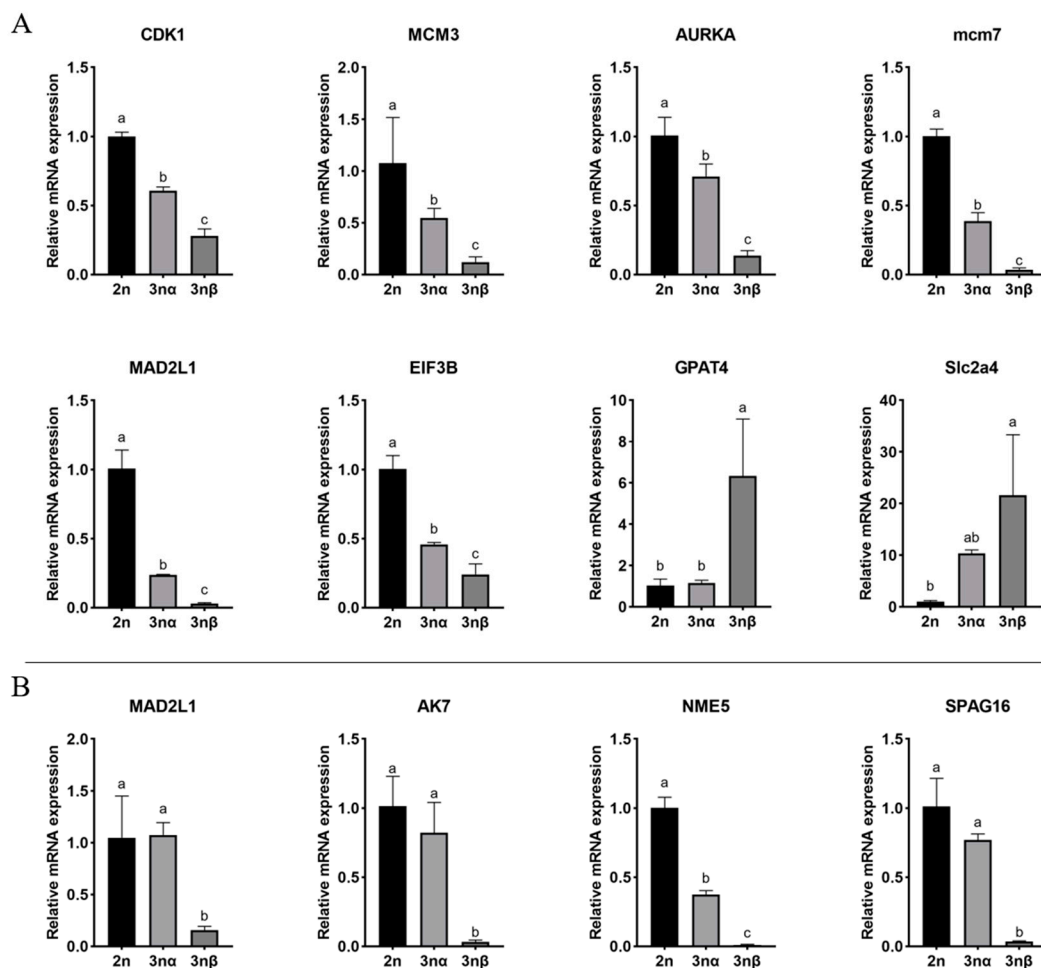 A
CDK1
Relative mRNA expression
1.5
1.0
0.5
0.0
a
b
c
2n 3nα 3nβ
MCM3
Relative mRNA expression
2.0
1.5
1.0
0.5
0.0
a
b
c
2n 3nα 3nβ
AURKA
Relative mRNA expression
1.5
1.0
0.5
0.0
a
b
c
2n 3nα 3nβ
mcm7
Relative mRNA expression
1.5
1.0
0.5
0.0
a
b
c
2n 3nα 3nβ
MAD2L1
Relative mRNA expression
1.5
1.0
0.5
0.0
a
b
c
2n 3nα 3nβ
EIF3B
Relative mRNA expression
1.5
1.0
0.5
0.0
a
b
c
2n 3nα 3nβ
GPAT4
Relative mRNA expression
10
8
6
4
2
0
b
b
a
2n 3nα 3nβ
Slc2a4
Relative mRNA expression
40
30
20
10
0
b
ab
a
2n 3nα 3nβ
B
MAD2L1
Relative mRNA expression
2.0
1.5
1.0
0.5
0.0
a
a
b
2n 3nα 3nβ
AK7
Relative mRNA expression
1.5
1.0
0.5
0.0
a
a
b
2n 3nα 3nβ
NME5
Relative mRNA expression
1.5
1.0
0.5
0.0
a
b
c
2n 3nα 3nβ
SPAG16
Relative mRNA expression
1.5
1.0
0.5
0.0
a
a
b
2n 3nα 3nβ